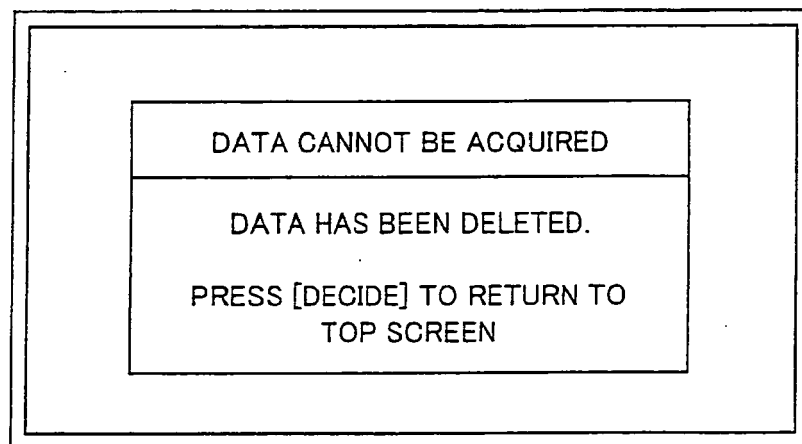 DATA CANNOT BE ACQUIRED
DATA HAS BEEN DELETED.
PRESS [DECIDE] TO RETURN TO
TOP SCREEN